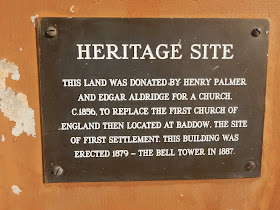 HERITAGE SITE
THIS LAND WAS DONATED BY HENRY PALMER
AND EDGAR ALDRIDGE FOR A CHURCH,
C.1856, TO REPLACE THE FIRST CHURCH OF
ENGLAND THEN LOCATED AT BADDOW, THE SITE
OF FIRST SETTLEMENT. THIS BUILDING WAS
ERECTED 1879 – THE BELL TOWER IN 1887.